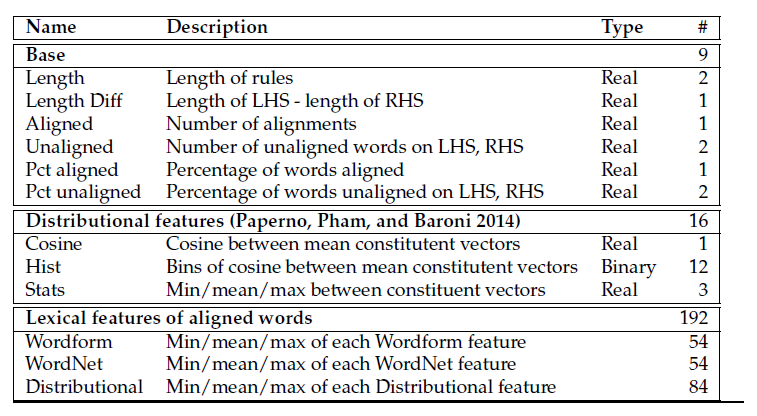 Name Description Type #
Base 9
Length Length of rules Real 2
Length Diff Length of LHS - length of RHS Real 1
Aligned Number of alignments Real 1
Unaligned Number of unaligned words on LHS, RHS Real 2
Pct aligned Percentage of words aligned Real 1
Pct unaligned Percentage of words unaligned on LHS, RHS Real 2
Distributional features (Paperno, Pham, and Baroni 2014) 16
Cosine Cosine between mean constitutent vectors Real 1
Hist Bins of cosine between mean constitutent vectors Binary 12
Stats Min/mean/max between constituent vectors Real 3
Lexical features of aligned words 192
Wordform Min/mean/max of each Wordform feature 54
WordNet Min/mean/max of each WordNet feature 54
Distributional Min/mean/max of each Distributional feature 84